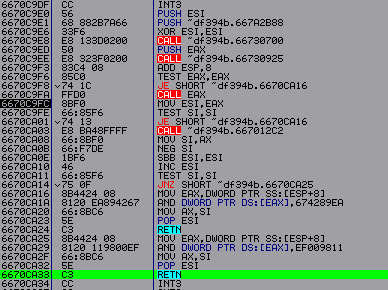 6670C9DF CC INT3
6670C9E0 56 PUSH ESI
6670C9E1 68 882B7A66 PUSH ~df394b.667A2B88
6670C9E6 33F6 XOR ESI,ESI
6670C9E8 E8 133D0200 CALL ~df394b.66730700
6670C9ED 50 PUSH EAX
6670C9EE E8 323F0200 CALL ~df394b.66730925
6670C9F3 83C4 08 ADD ESP,8
6670C9F6 85C0 TEST EAX,EAX
6670C9F8 74 1C JE SHORT ~df394b.6670CA16
6670C9FA FFD0 CALL EAX
6670C9FC 8BF0 MOV ESI,EAX
6670C9FE 66:85F6 TEST SI,SI
6670CA01 74 13 JE SHORT ~df394b.6670CA16
6670CA03 E8 BA48FFFF CALL ~df394b.667012C2
6670CA08 66:8BF0 MOV SI,AX
6670CA0B 66:F7DE NEG SI
6670CA0E 1BF6 SBB ESI,ESI
6670CA10 46 INC ESI
6670CA11 66:85F6 TEST SI,SI
6670CA14 75 0F JNZ SHORT ~df394b.6670CA25
6670CA16 8B4424 08 MOV EAX,DWORD PTR SS:[ESP+8]
6670CA1A 8120 EA894267 AND DWORD PTR DS:[EAX],674289EA
6670CA20 66:8BC6 MOV AX,SI
6670CA23 5E POP ESI
6670CA24 C3 RETN
6670CA25 8B4424 08 MOV EAX,DWORD PTR SS:[ESP+8]
6670CA29 8120 119800EF AND DWORD PTR DS:[EAX],EF009811
6670CA2F 66:8BC6 MOV AX,SI
6670CA32 5E POP ESI
6670CA33 C3 RETN
6670CA34 CC INT3